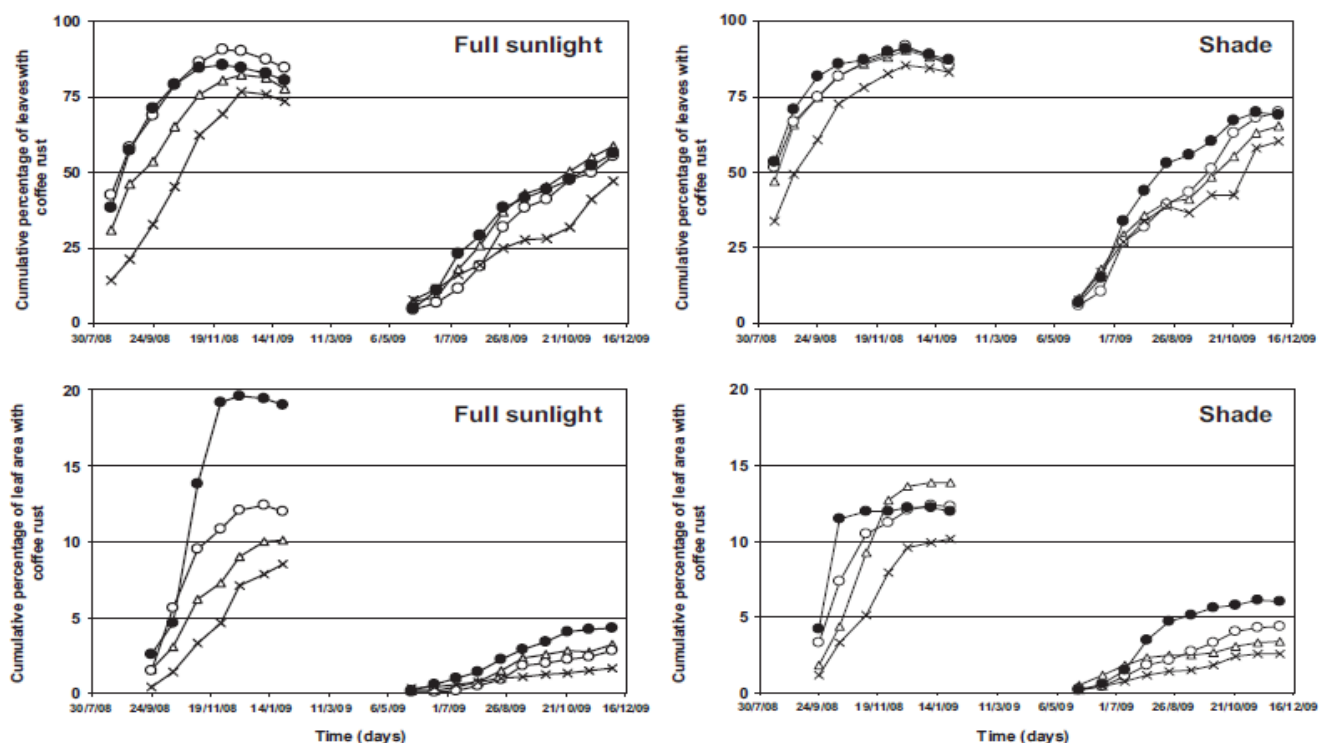 Cumulative percentage of leaveswith
coffee rust
100
75
50
25
0
Full sunlight
30/7/08 24/9/08 19/11/08 14/1/09 11/3/09 6/5/09 1/7/09 26/8/09 21/10/09 16/12/09
Cumulative percentage of leaves with
coffee rust
100
75
50
25
0
Shade
30/7/08 24/9/08 19/11/08 14/1/09 11/3/09 6/5/09 1/7/09 26/8/09 21/10/09 16/12/09
Cumulative percentage of leaf area with
coffee rust
20
15
10
5
0
Full sunlight
30/7/08 24/9/08 19/11/08 14/1/09 11/3/09 6/5/09 1/7/09 26/8/09 21/10/09 16/12/09
Time (days)
Cumulative percentage of leaf area with
coffee rust
20
15
10
5
0
Shade
30/7/08 24/9/08 19/11/08 14/1/09 11/3/09 6/5/09 1/7/09 26/8/09 21/10/09 16/12/09
Time (days)